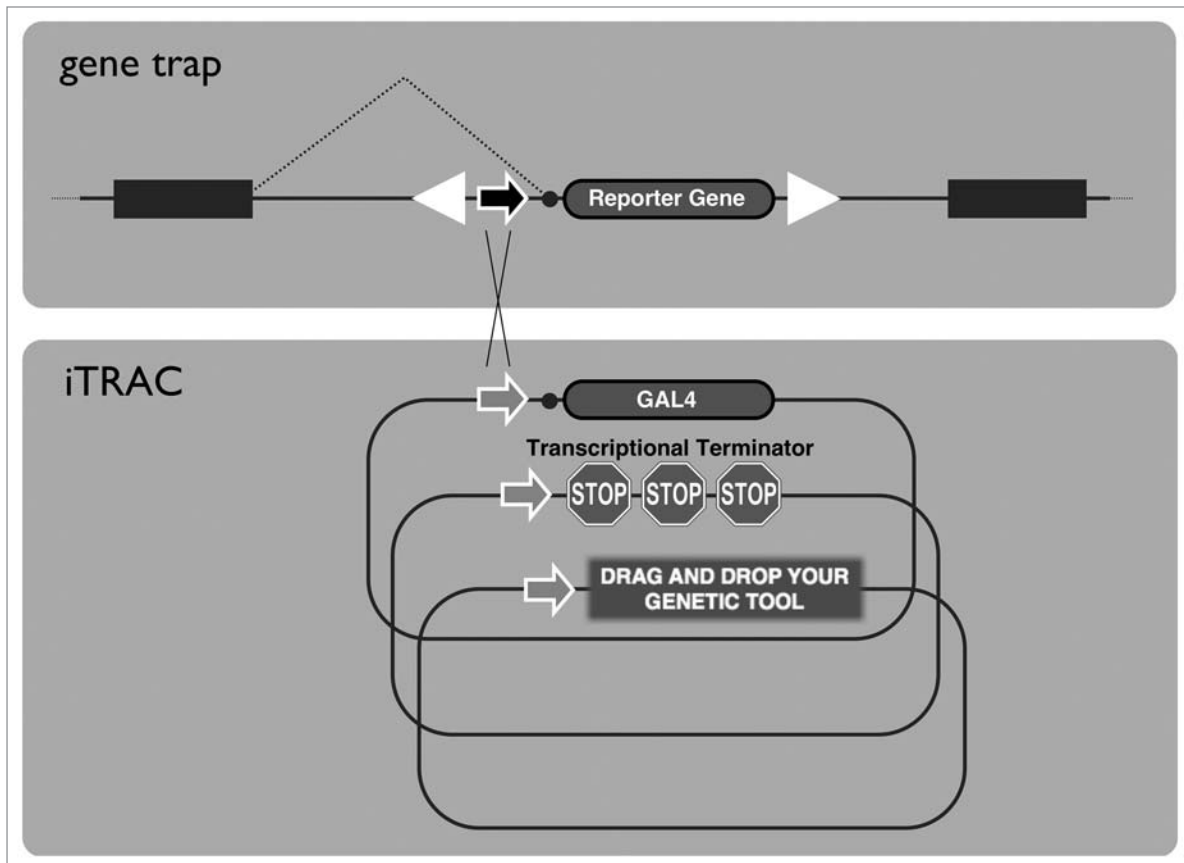 gene trap
Reporter Gene
iTRAC
GAL4
Transcriptional Terminator
STOP STOP STOP
DRAG AND DROP YOUR
GENETIC TOOL